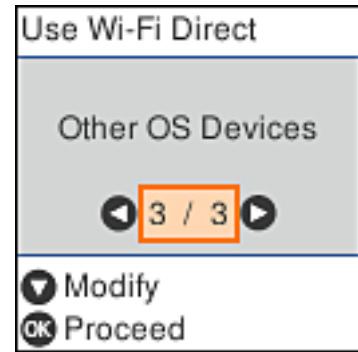 Use Wi-Fi Direct
Other OS Devices
3 / 3
Modify
OK Proceed